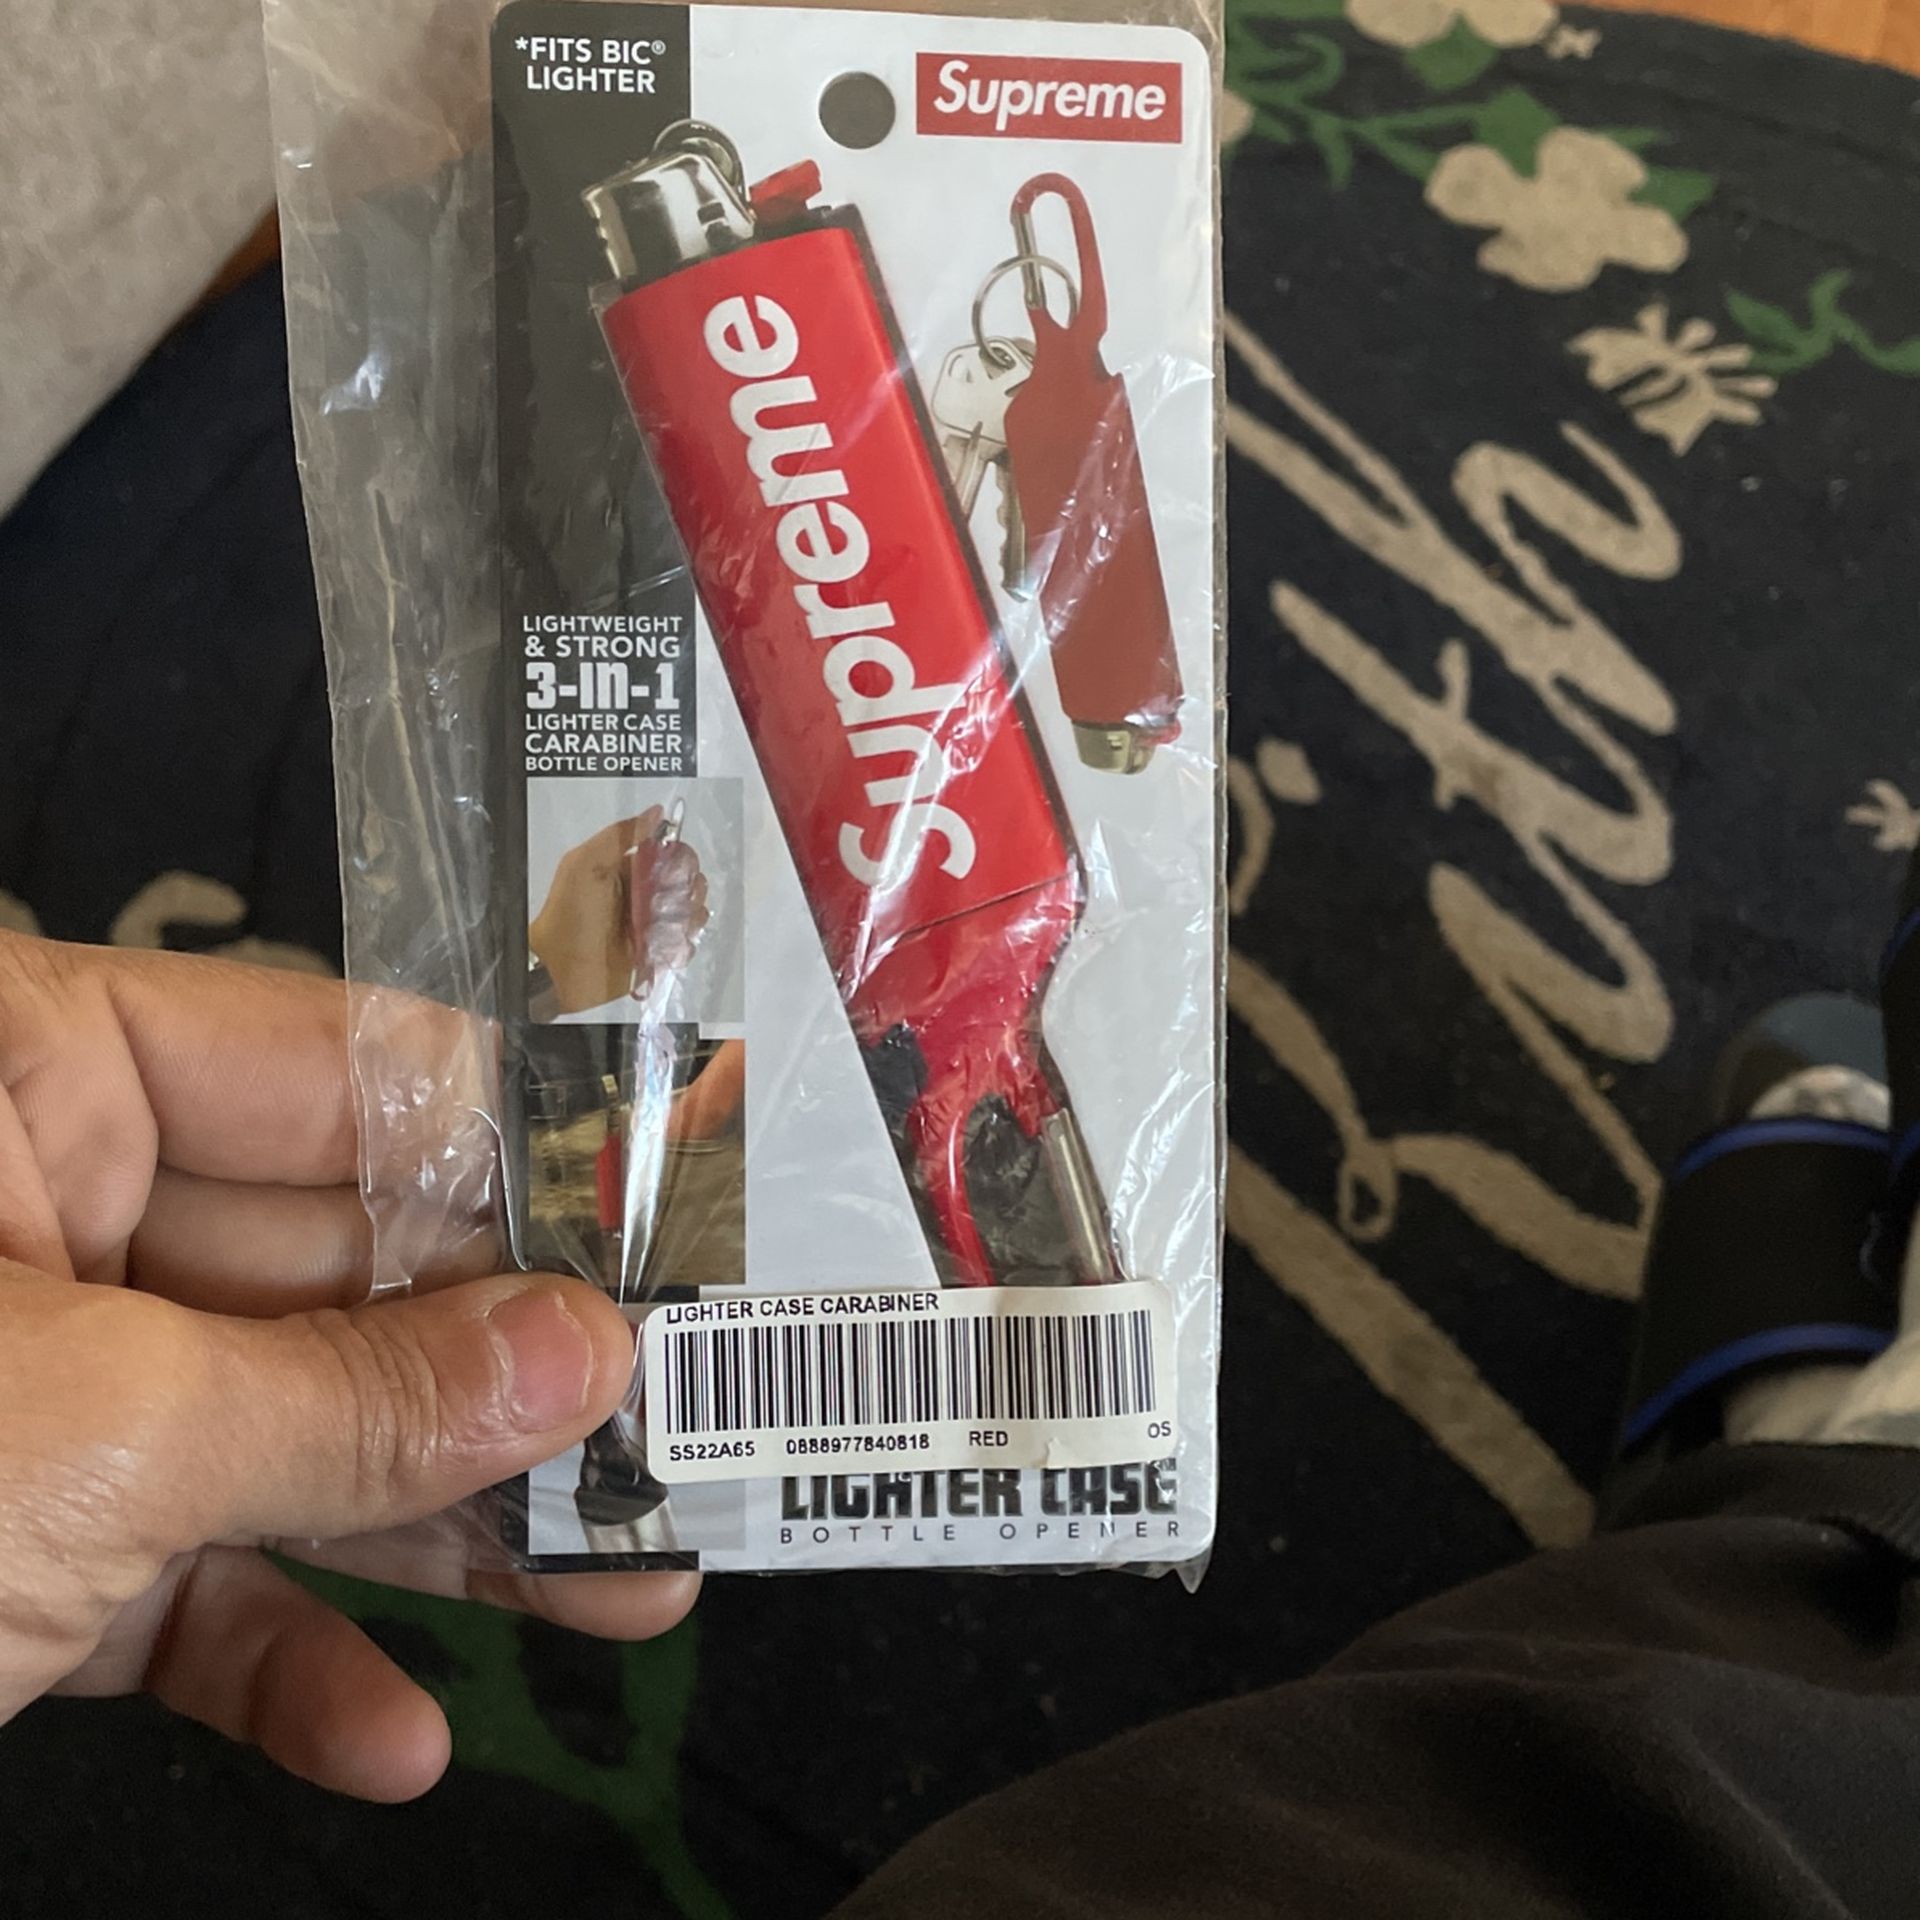 *FITS BIC®
LIGHTER
Supreme
Supreme
LIGHTWEIGHT
& STRONG
3-IN-1
LIGHTER CASE
CARABINER
BOTTLE OPENER
LIGHTER CASE CARABINER
SS22A65 0888977840818 RED OS
LIGHTER CASE
BOTTLE OPENER